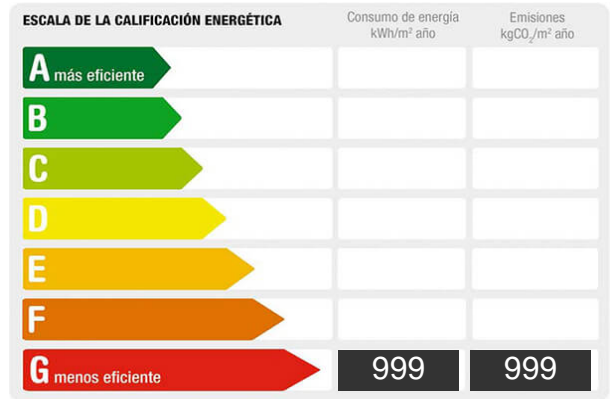 ESCALA DE LA CALIFICACIÓN ENERGÉTICA
Consumo de energía
kWh/m² año
Emisiones
kgCO₂/m² año
A más eficiente
B
C
D
E
F
G menos eficiente 999 999